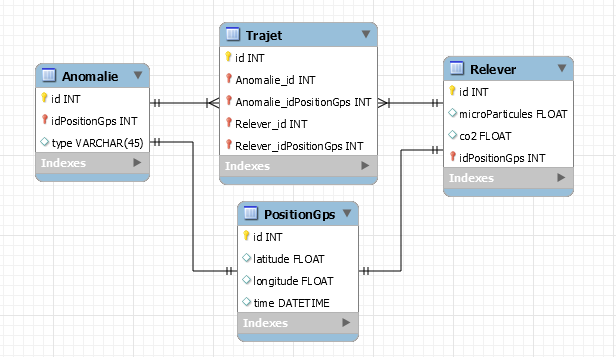 Trajet
id INT
Anomalie_id INT
Anomalie_idPositionGps INT
Relever_id INT
Relever_idPositionGps INT
Indexes
Anomalie
id INT
idPositionGps INT
type VARCHAR(45)
Indexes
Relever
id INT
microParticules FLOAT
co2 FLOAT
idPositionGps INT
Indexes
PositionGps
id INT
latitude FLOAT
longitude FLOAT
time DATETIME
Indexes